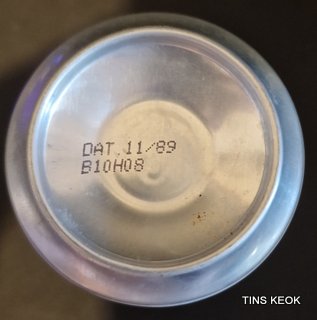 DAT.11/89
B10H08
TINS KEOK